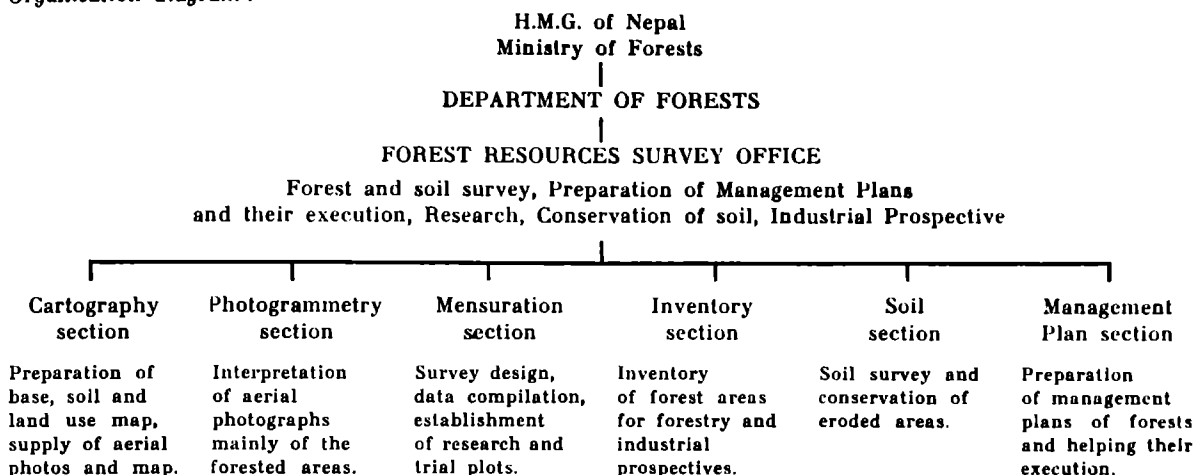 H.M.G. of Nepal
Ministry of Forests
DEPARTMENT OF FORESTS
FOREST RESOURCES SURVEY OFFICE
Forest and soil survey, Preparation of Management Plans
and their execution, Research, Conservation of soil, Industrial Prospective
Cartography
section
Preparation of
base, soil and
land use map,
supply of aerial
photos and map.
Photogrammetry
section
Interpretation
of aerial
photographs
mainly of the
forested areas.
Mensuration
section
Survey design,
data compilation,
establishment
of research and
trial plots.
Inventory
section
Inventory
of forest areas
for forestry and
industrial
prospectives.
Soil
section
Soil survey and
conservation of
eroded areas.
Management
Plan section
Preparation
of management
plans of forests
and helping their
execution.